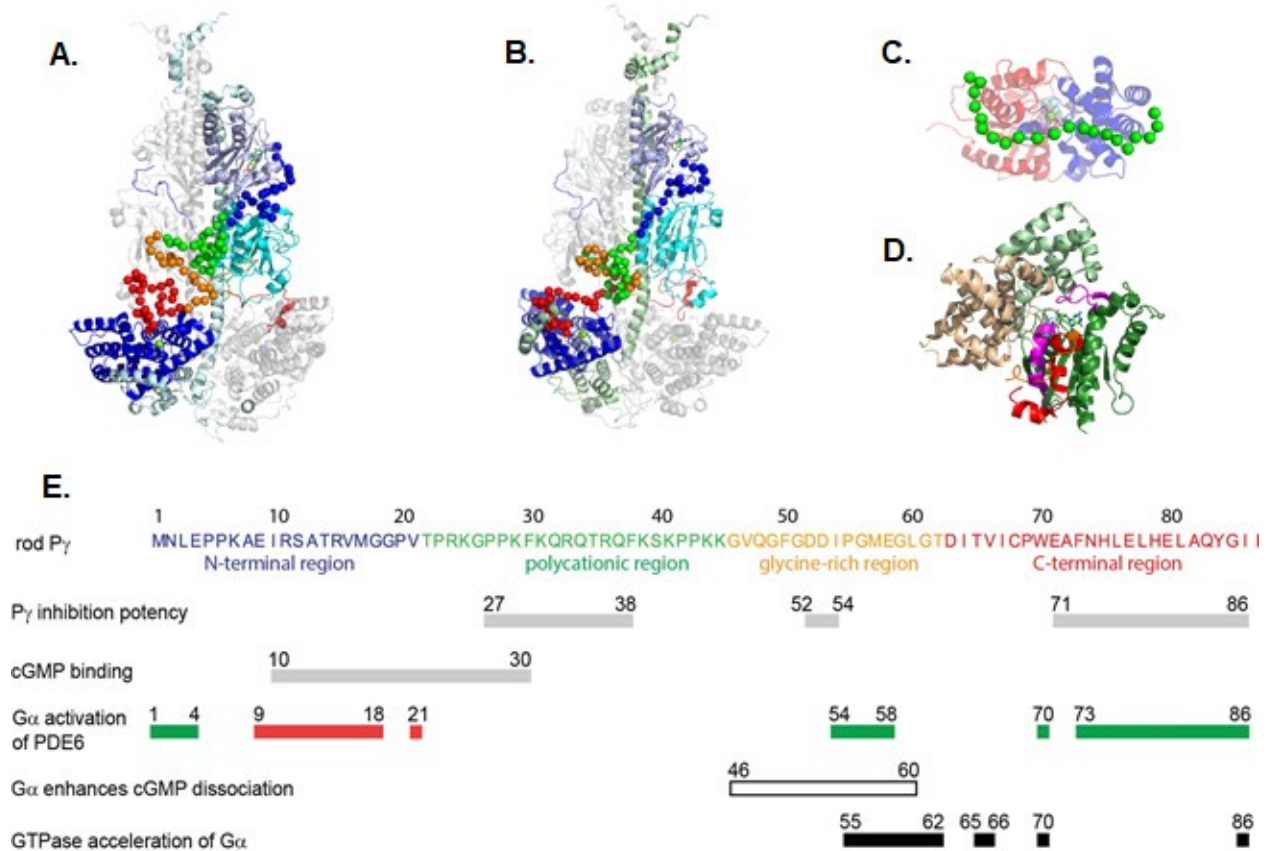 A.
B.
C.
D.
E.
1 10 20 30 40 50 60 70 80
rod Pγ MNLEPPKAEIRSATRVMGGPVTPRKGPPKFKQRQTRQFKSKPPKKGVQGFGDDIPGMEGLGTDITVICPWEAFNHLELHELAQYGII
N-terminal region polycationic region glycine-rich region C-terminal region
27 38 52 54 71 86
Pγ inhibition potency
10 30
cGMP binding
1 4 9 18 21 54 58 70 73 86
Gα activation
of PDE6
46 60
Gα enhances cGMP dissociation
55 62 65 66 70 86
GTPase acceleration of Gα